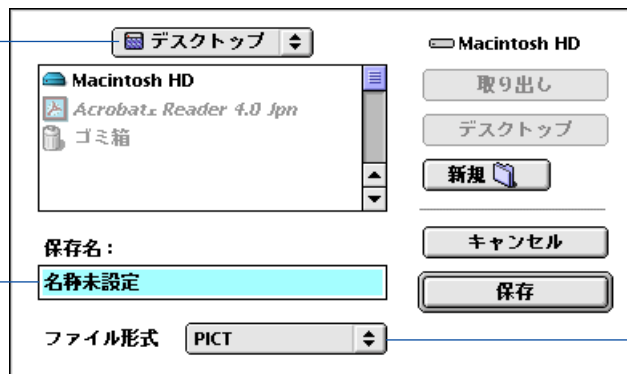 デスクトップ
Macintosh HD
Macintosh HD
Acrobat™ Reader 4.0 Jpn
ゴミ箱
取り出し
デスクトップ
新規
保存名：
名称未設定
キャンセル
保存
ファイル形式 PICT